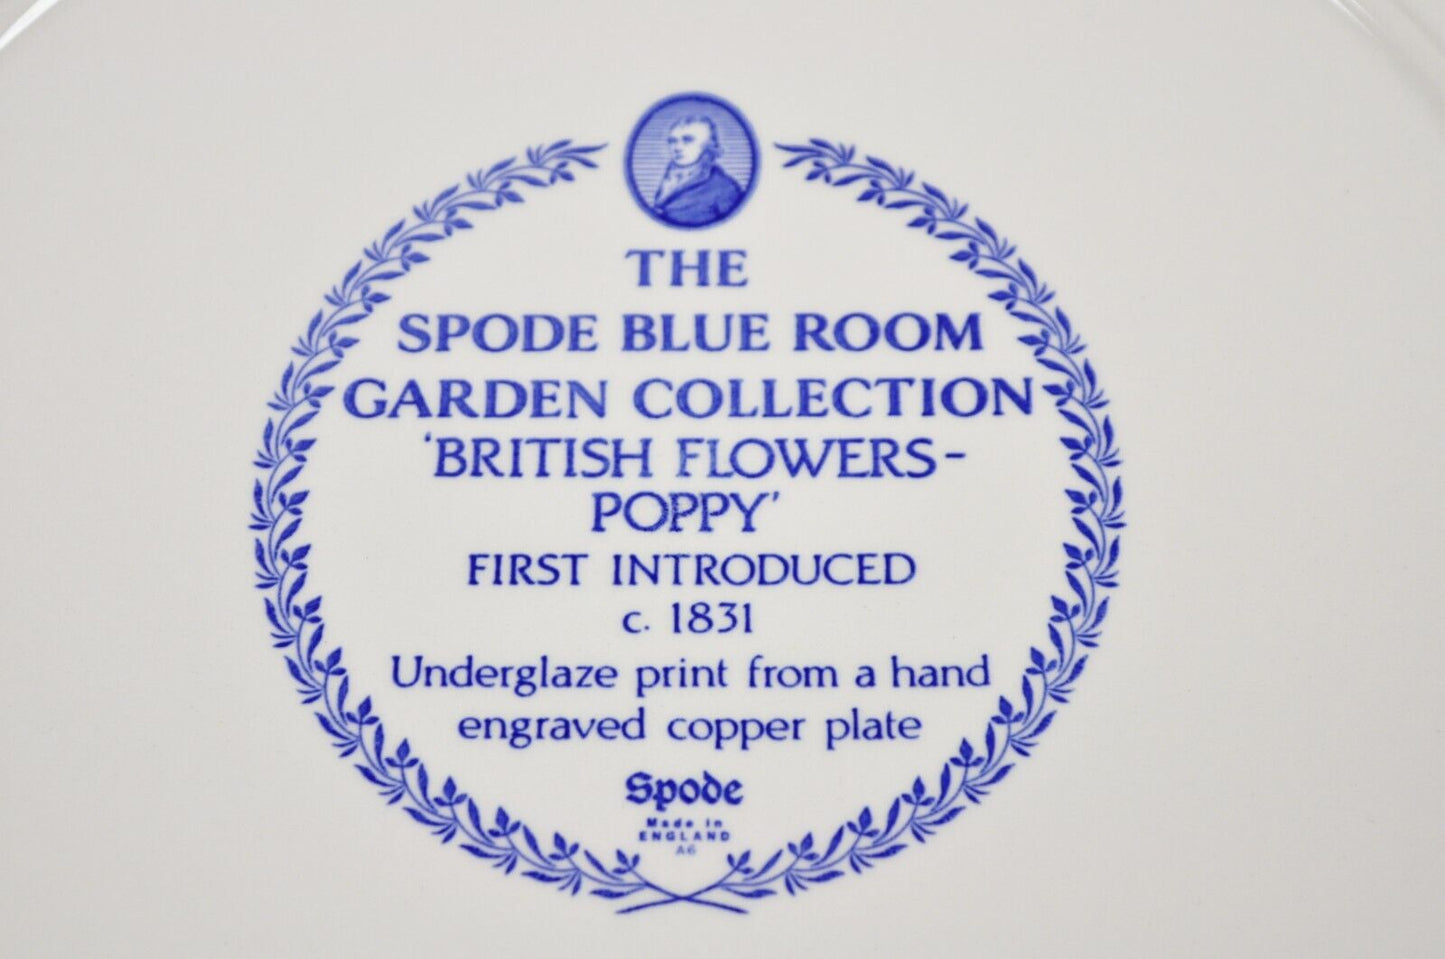 THE
SPODE BLUE ROOM
GARDEN COLLECTION
‘BRITISH FLOWERS-
POPPY’
FIRST INTRODUCED
c. 1831
Underglaze print from a hand
engraved copper plate
Spode
Made in
ENGLAND
A6